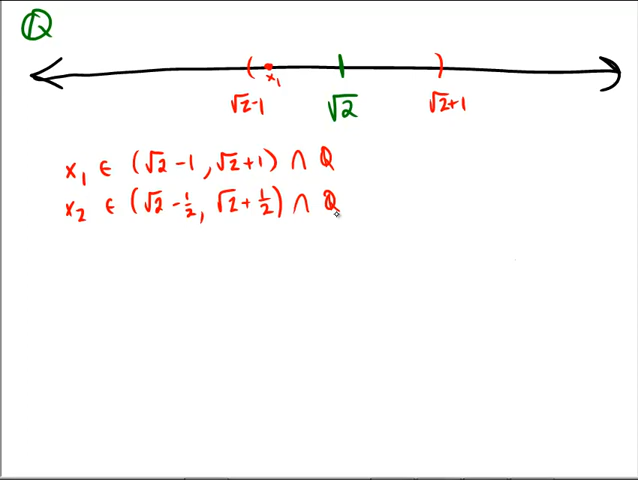 ℚ
x₁
√2-1 √2 √2+1
x₁ ∈ (√2 -1, √2+1) ∩ ℚ
x₂ ∈ (√2 - 1/2, √2 + 1/2) ∩ ℚ